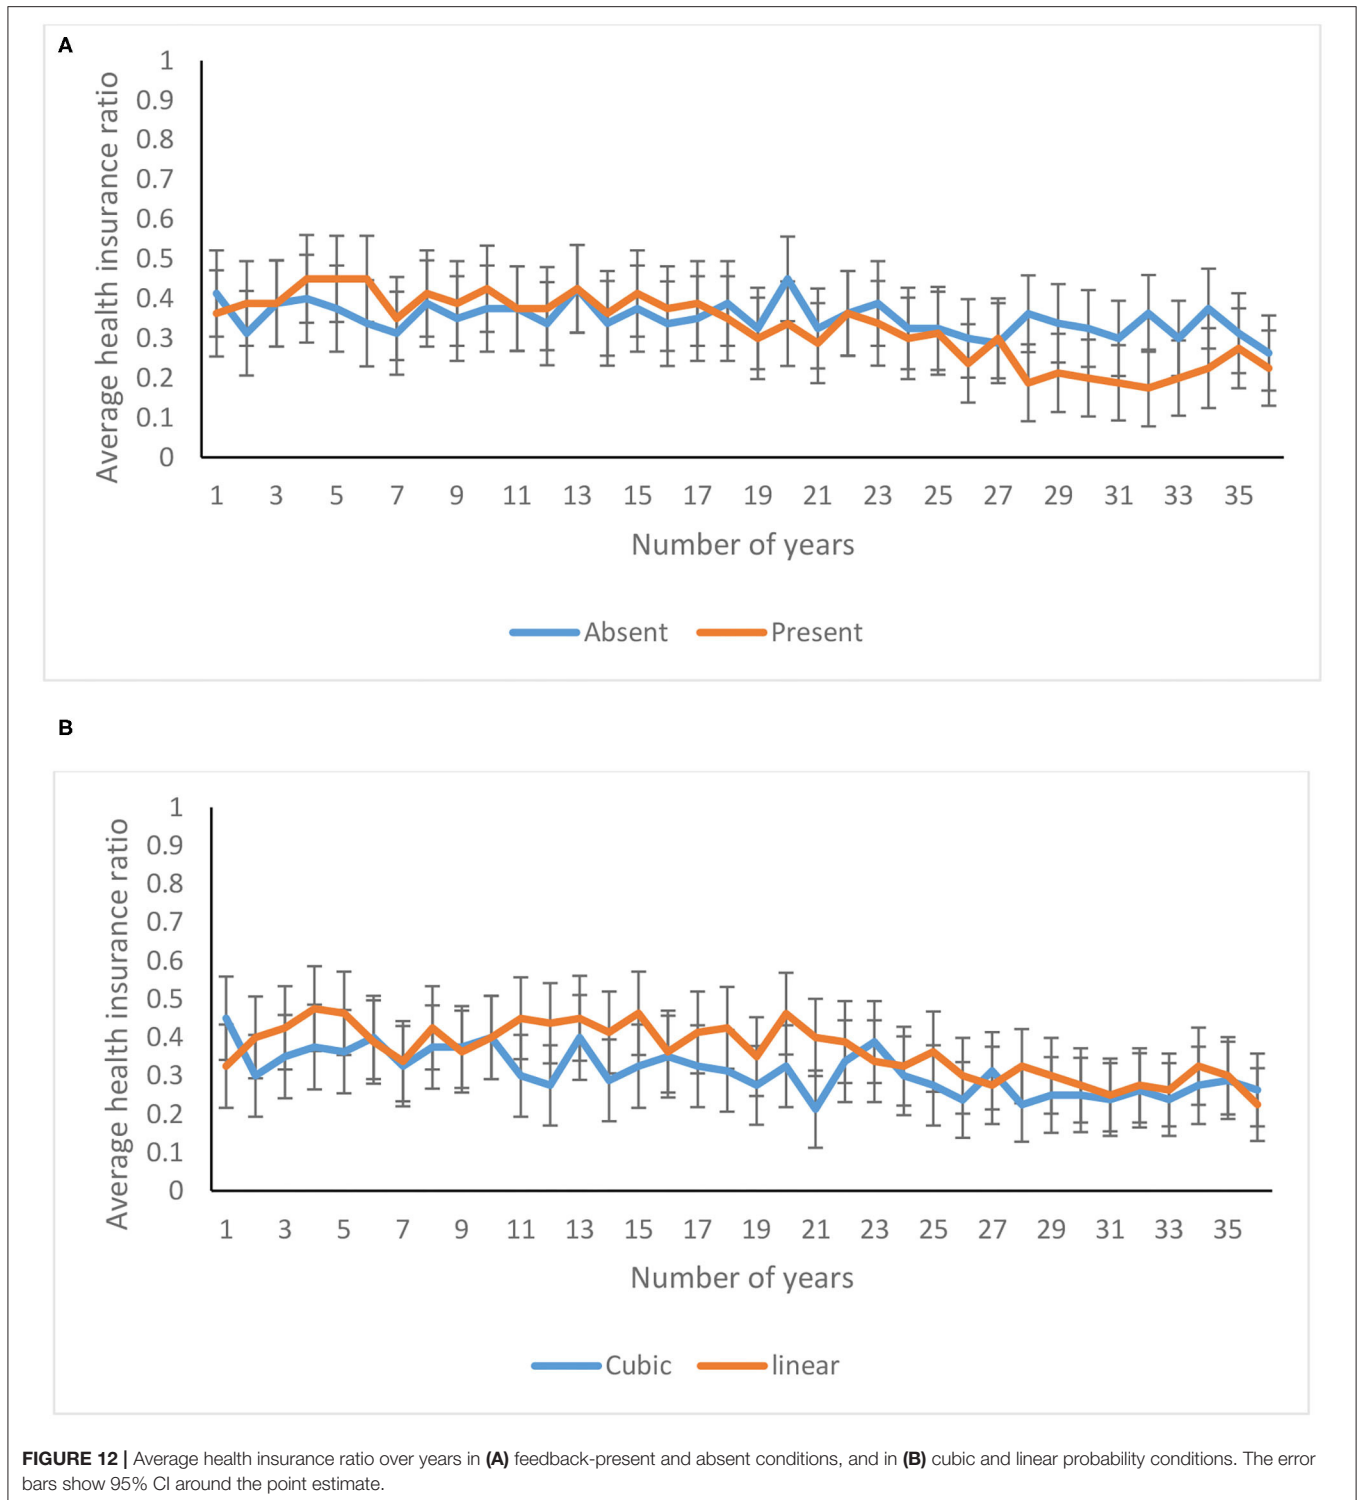 A
Average health insurance ratio
1
0.9
0.8
0.7
0.6
0.5
0.4
0.3
0.2
0.1
0
1 3 5 7 9 11 13 15 17 19 21 23 25 27 29 31 33 35
Number of years
Absent Present
B
Average health insurance ratio
1
0.9
0.8
0.7
0.6
0.5
0.4
0.3
0.2
0.1
0
1 3 5 7 9 11 13 15 17 19 21 23 25 27 29 31 33 35
Number of years
Cubic linear
FIGURE 12 | Average health insurance ratio over years in (A) feedback-present and absent conditions, and in (B) cubic and linear probability conditions. The error
bars show 95% CI around the point estimate.